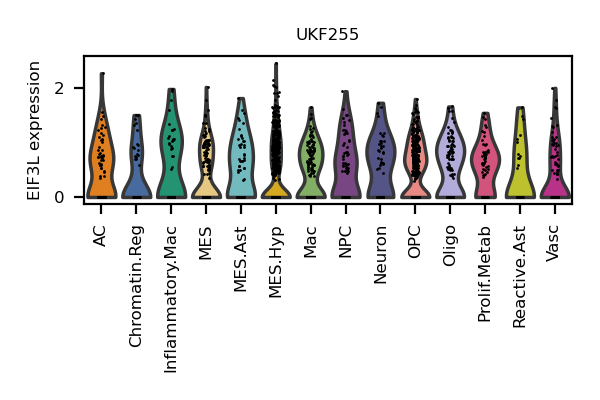 UKF255
EIF3L expression
2
0
AC
Chromatin.Reg
Inflammatory.Mac
MES
MES.Ast
MES.Hyp
Mac
NPC
Neuron
OPC
Oligo
Prolif.Metab
Reactive.Ast
Vasc